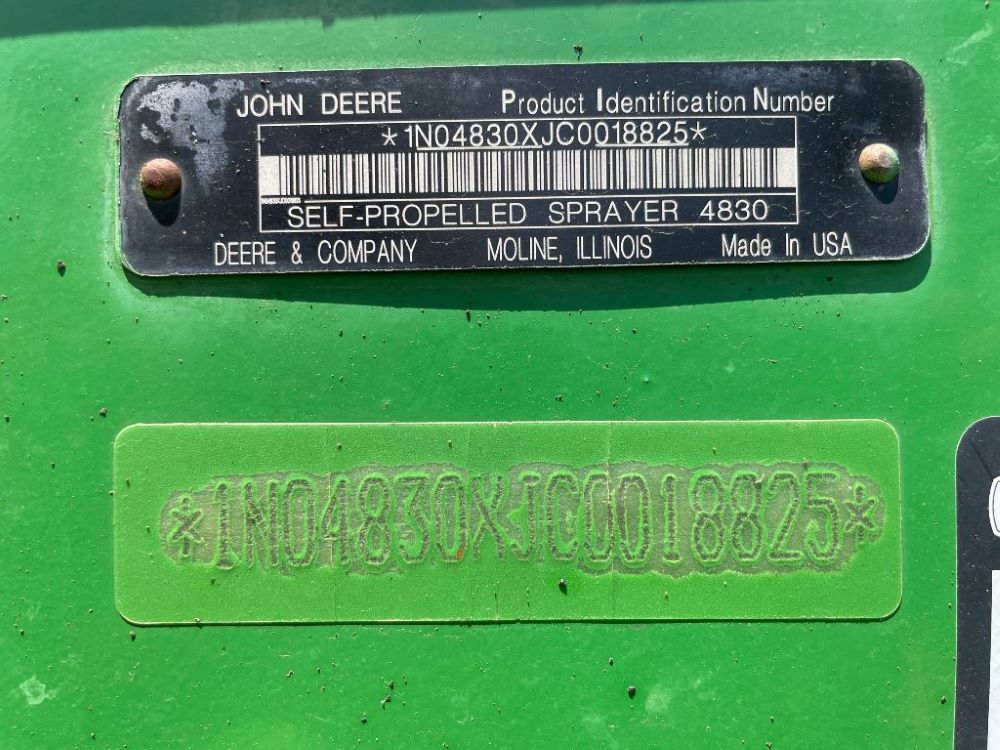 JOHN DEERE Product Identification Number
*1N04830XJC0018825*
SELF-PROPELLED SPRAYER 4830
DEERE & COMPANY MOLINE, ILLINOIS Made In USA
*1N04830XJC0018825*